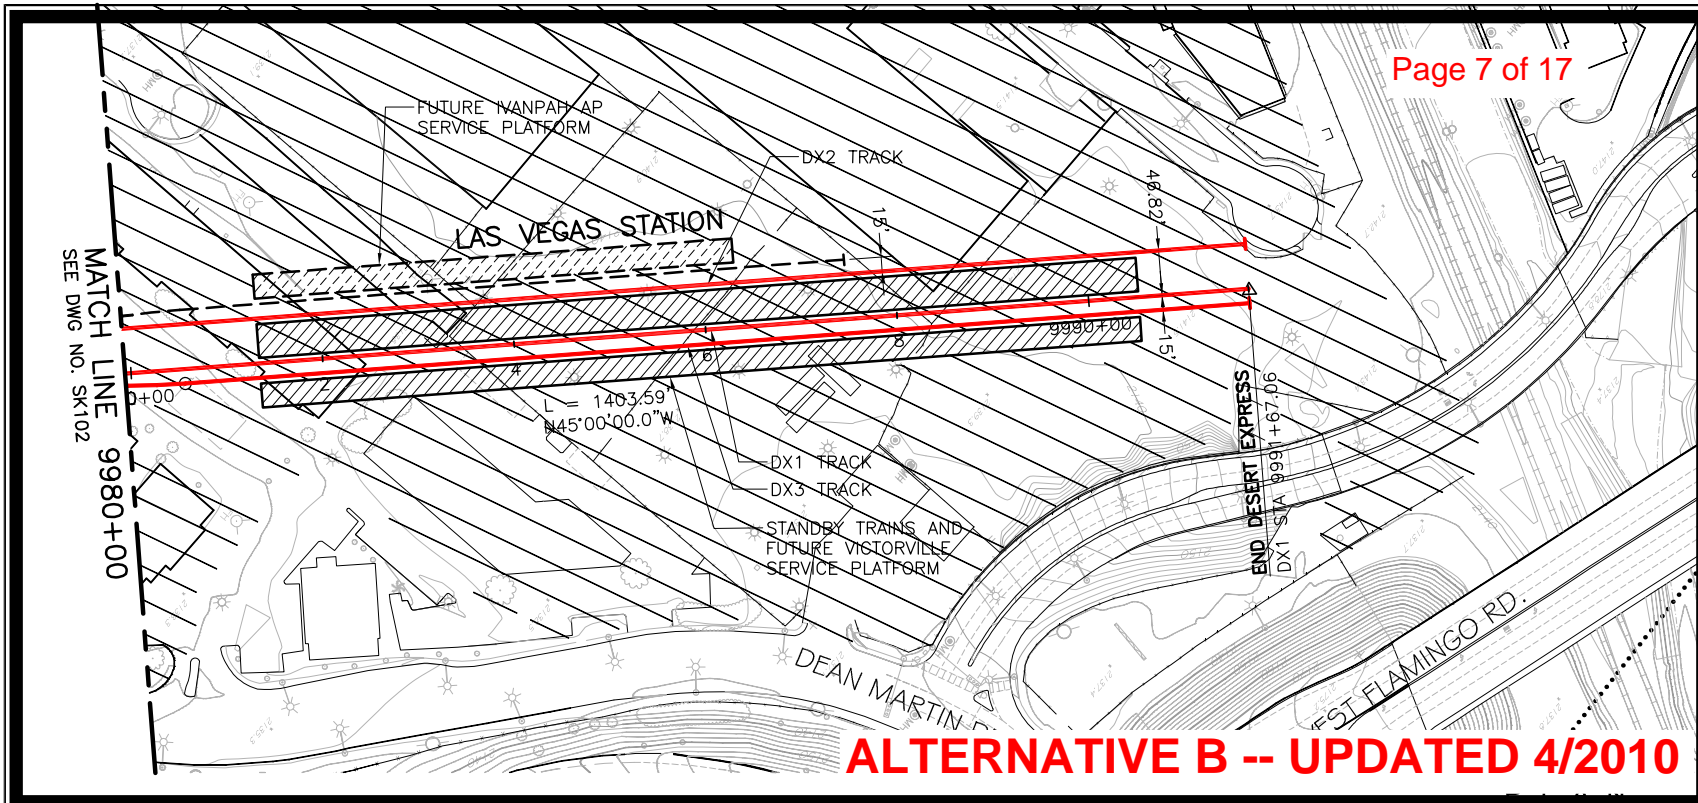 Page 7 of 17
FUTURE IVANPAH AP
SERVICE PLATFORM
DX2 TRACK
LAS VEGAS STATION
15'
46.82'
MATCH LINE 9980+00
SEE DWG NO. SK102
0+00
2
4
6
8
9990+00
15'
L = 1403.59'
N45°00'00.0"W
DX1 TRACK
DX3 TRACK
STANDBY TRAINS AND
FUTURE VICTORVILLE
SERVICE PLATFORM
END DESERT EXPRESS
DX1 STA 9991+67.06
DEAN MARTIN
WEST FLAMINGO RD.
ALTERNATIVE B -- UPDATED 4/2010